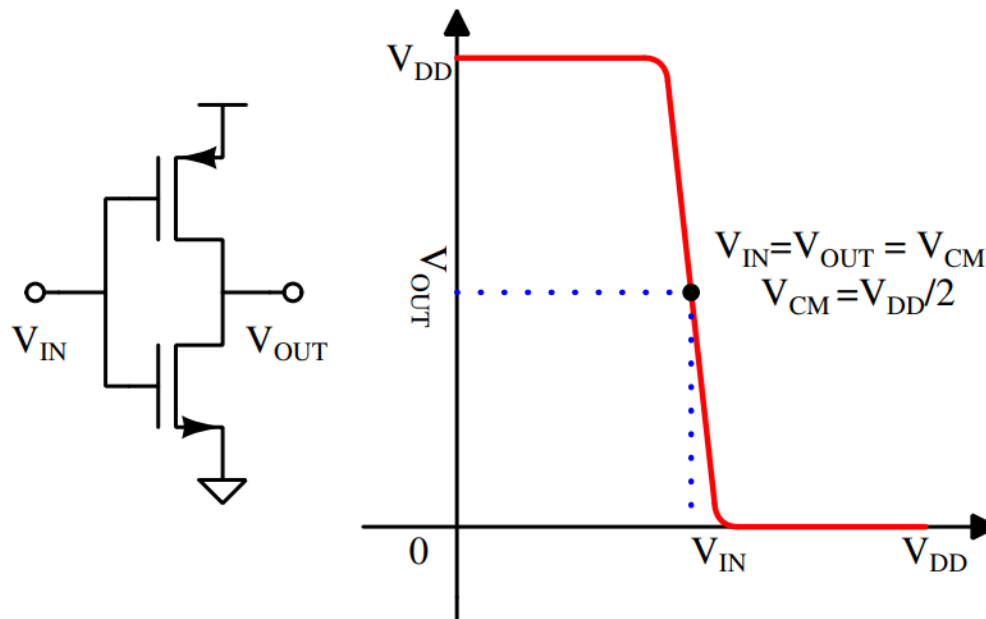 V_DD
V_OUT
V_IN=V_OUT = V_CM
V_CM=V_DD/2
V_IN
V_OUT
0
V_IN
V_DD